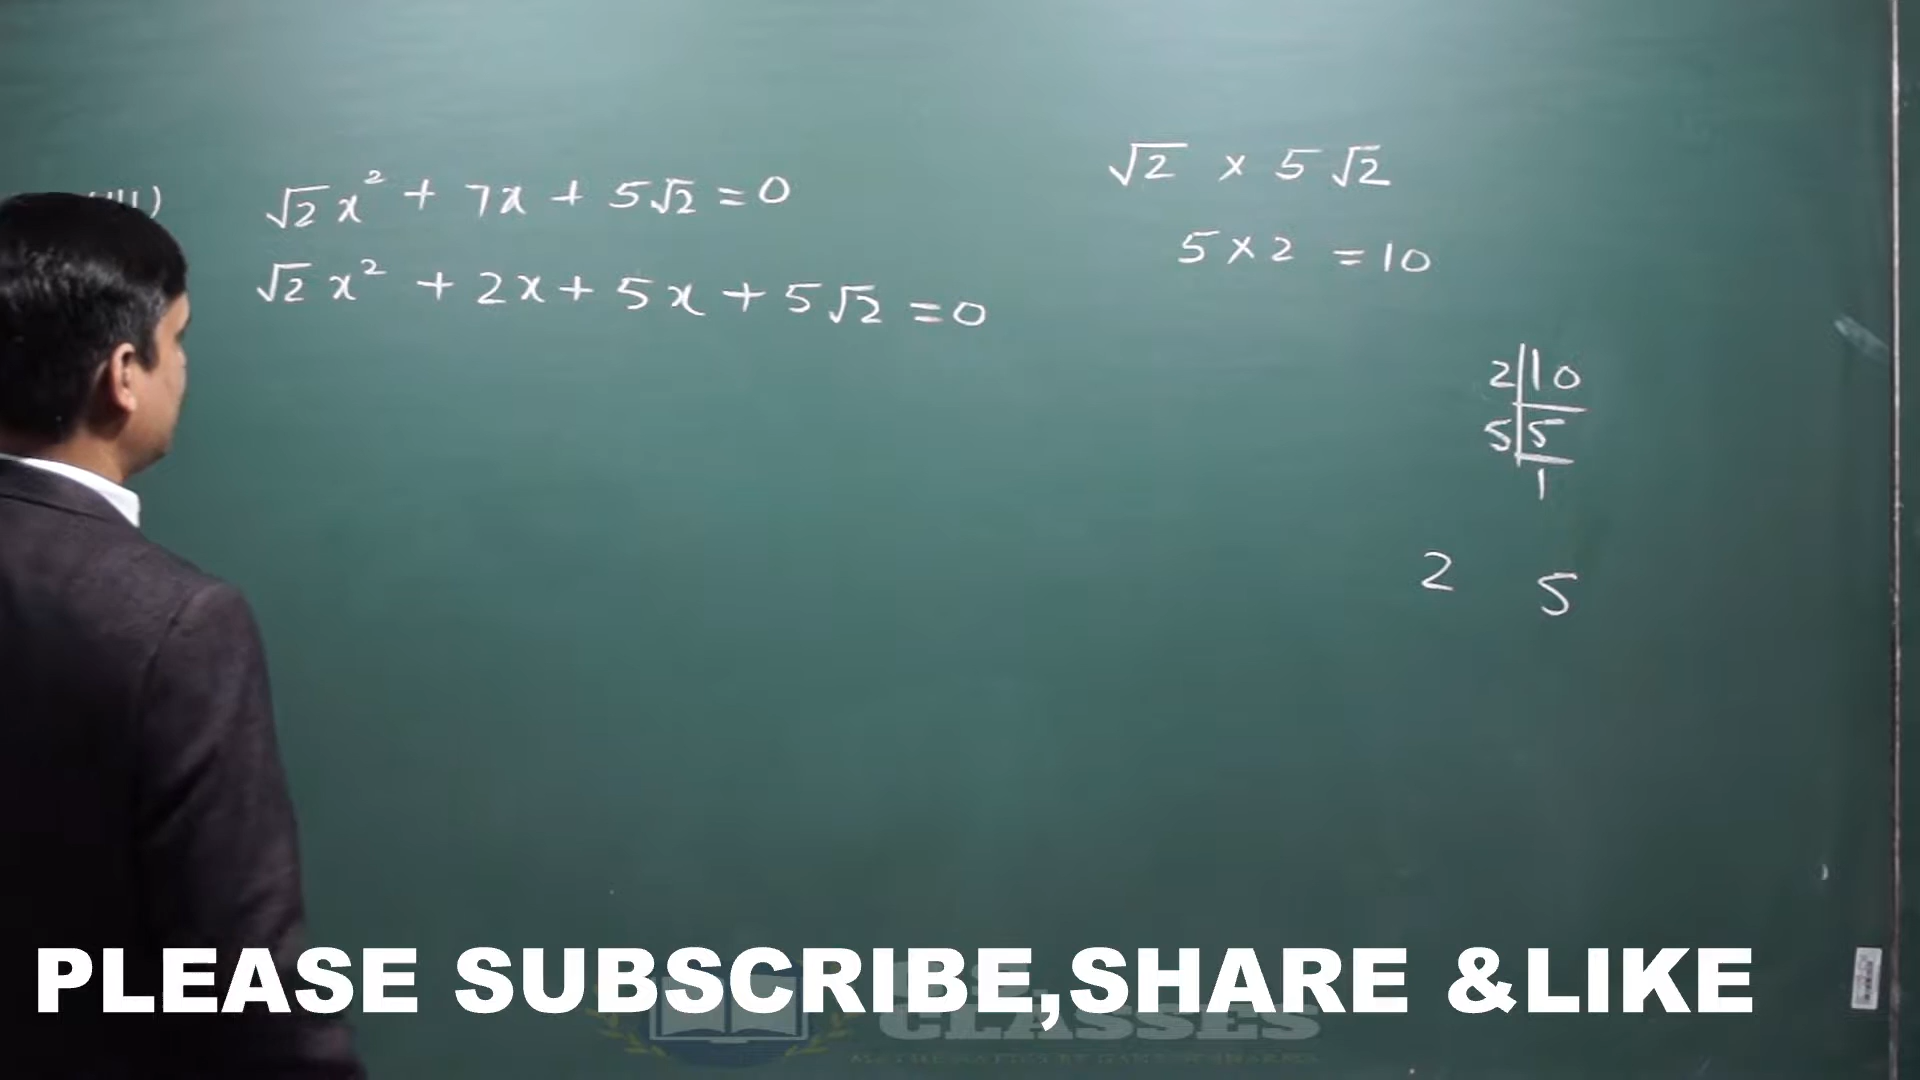 √2 x² + 7x + 5√2 = 0
√2 x² + 2x + 5x + 5√2 = 0
√2 × 5√2
5 × 2 = 10
2|10
5|5
1
2 5
PLEASE SUBSCRIBE,SHARE &LIKE
CLASSES